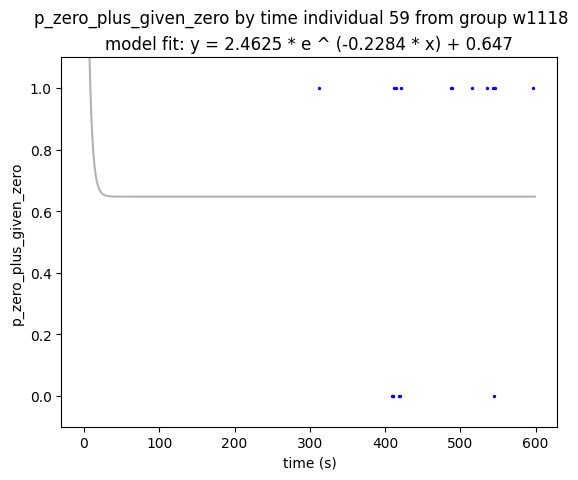 p_zero_plus_given_zero by time individual 59 from group w1118
model fit: y = 2.4625 * e ^ (-0.2284 * x) + 0.647
1.0
0.8
0.6
0.4
0.2
0.0
p_zero_plus_given_zero
0 100 200 300 400 500 600
time (s)